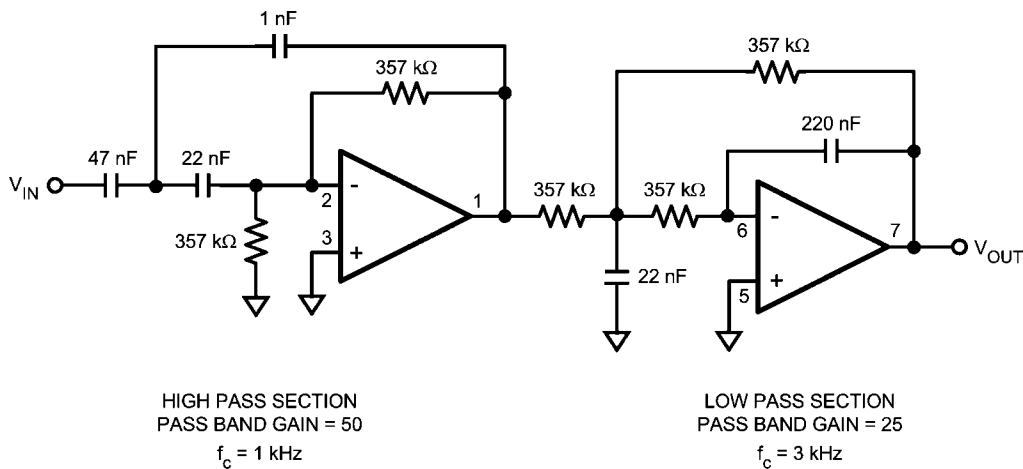 1 nF
357 kΩ
357 kΩ
220 nF
47 nF
22 nF
V_IN
2
-
1
357 kΩ
3
+
357 kΩ
357 kΩ
6
-
7
V_OUT
22 nF
5
+
HIGH PASS SECTION
PASS BAND GAIN = 50
f_c = 1 kHz
LOW PASS SECTION
PASS BAND GAIN = 25
f_c = 3 kHz